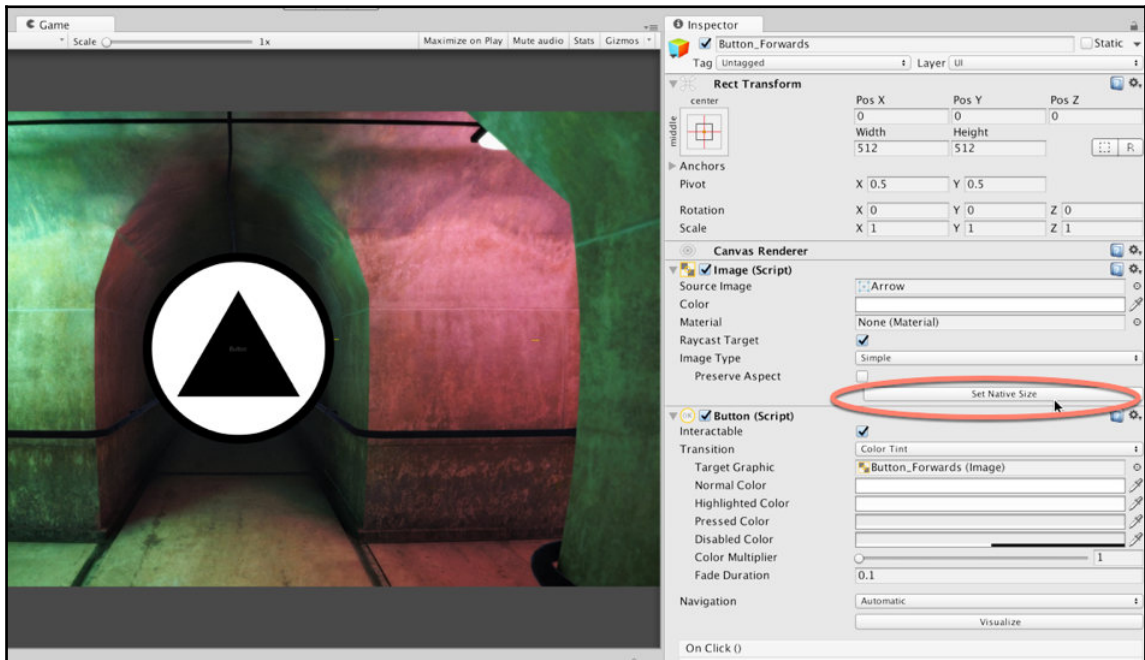 Game
Scale 1x Maximize on Play Mute audio Stats Gizmos
Button
Inspector
Button_Forwards Static
Tag Untagged Layer UI
Rect Transform
center Pos X Pos Y Pos Z
middle 0 0 0
Width Height
512 512 R
Anchors
Pivot X 0.5 Y 0.5
Rotation X 0 Y 0 Z 0
Scale X 1 Y 1 Z 1
Canvas Renderer
Image (Script)
Source Image Arrow
Color
Material None (Material)
Raycast Target
Image Type Simple
Preserve Aspect
Set Native Size
OK Button (Script)
Interactable
Transition Color Tint
Target Graphic Button_Forwards (Image)
Normal Color
Highlighted Color
Pressed Color
Disabled Color
Color Multiplier 1
Fade Duration 0.1
Navigation Automatic
Visualize
On Click ()